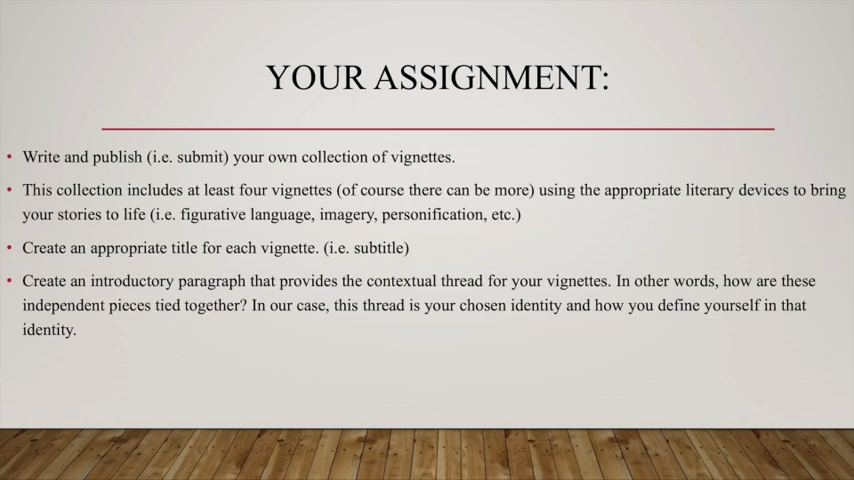 YOUR ASSIGNMENT:
• Write and publish (i.e. submit) your own collection of vignettes.
• This collection includes at least four vignettes (of course there can be more) using the appropriate literary devices to bring
your stories to life (i.e. figurative language, imagery, personification, etc.)
• Create an appropriate title for each vignette. (i.e. subtitle)
• Create an introductory paragraph that provides the contextual thread for your vignettes. In other words, how are these
independent pieces tied together? In our case, this thread is your chosen identity and how you define yourself in that
identity.